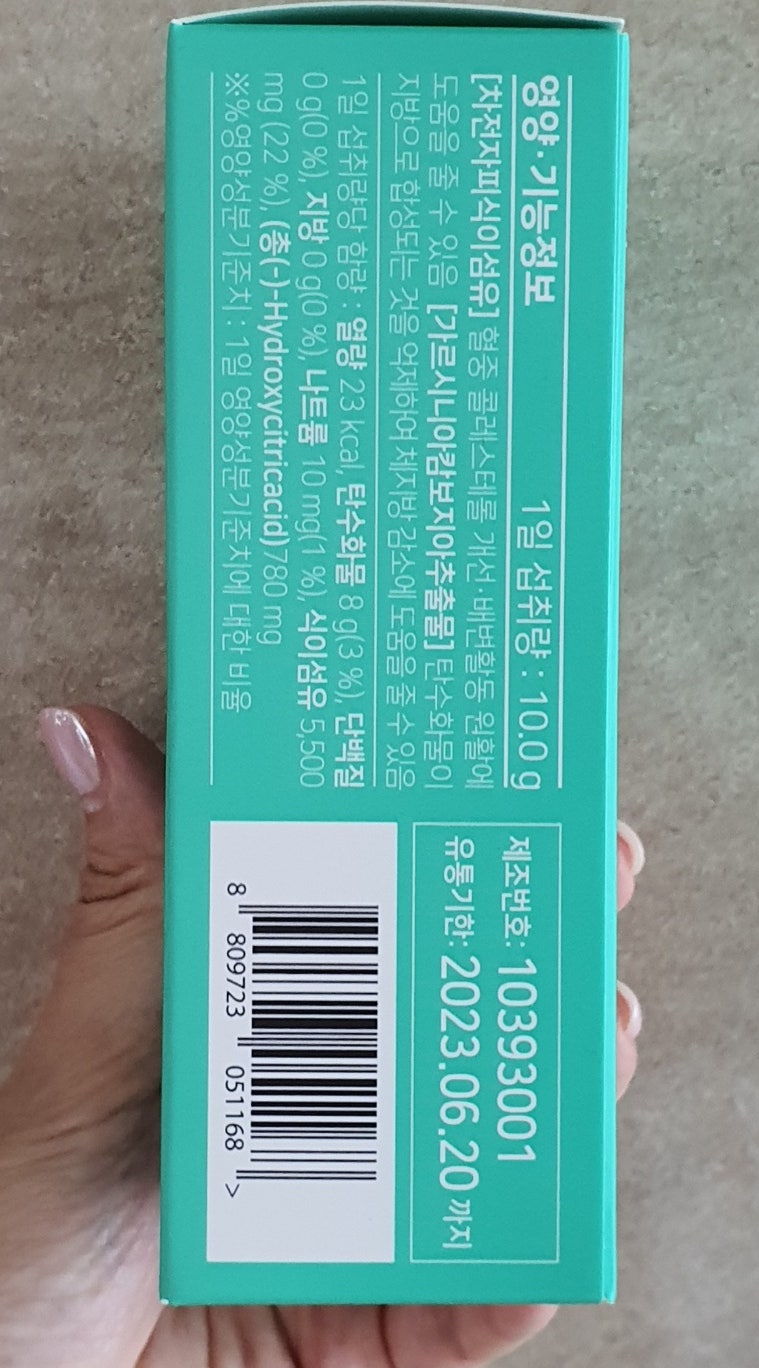 영양·기능정보 1일 섭취량 : 10.0 g
[차전자피식이섬유] 혈중 콜레스테롤 개선·배변활동 원활에
도움을 줄 수 있음 [가르시니아캄보지아추출물] 탄수화물이
지방으로 합성되는 것을 억제하여 체지방 감소에 도움을 줄 수 있음
1일 섭취량당 함량 : 열량 23 kcal, 탄수화물 8 g(3 %), 단백질
0 g(0 %), 지방 0 g(0 %), 나트륨 10 mg(1 %), 식이섬유 5,500
mg (22 %), (총(-)-Hydroxycitricacid) 780 mg
※%영양성분기준치 : 1일 영양성분기준치에 대한 비율
제조번호: 10393001
유통기한: 2023.06.20 까지
8 809723 051168 >